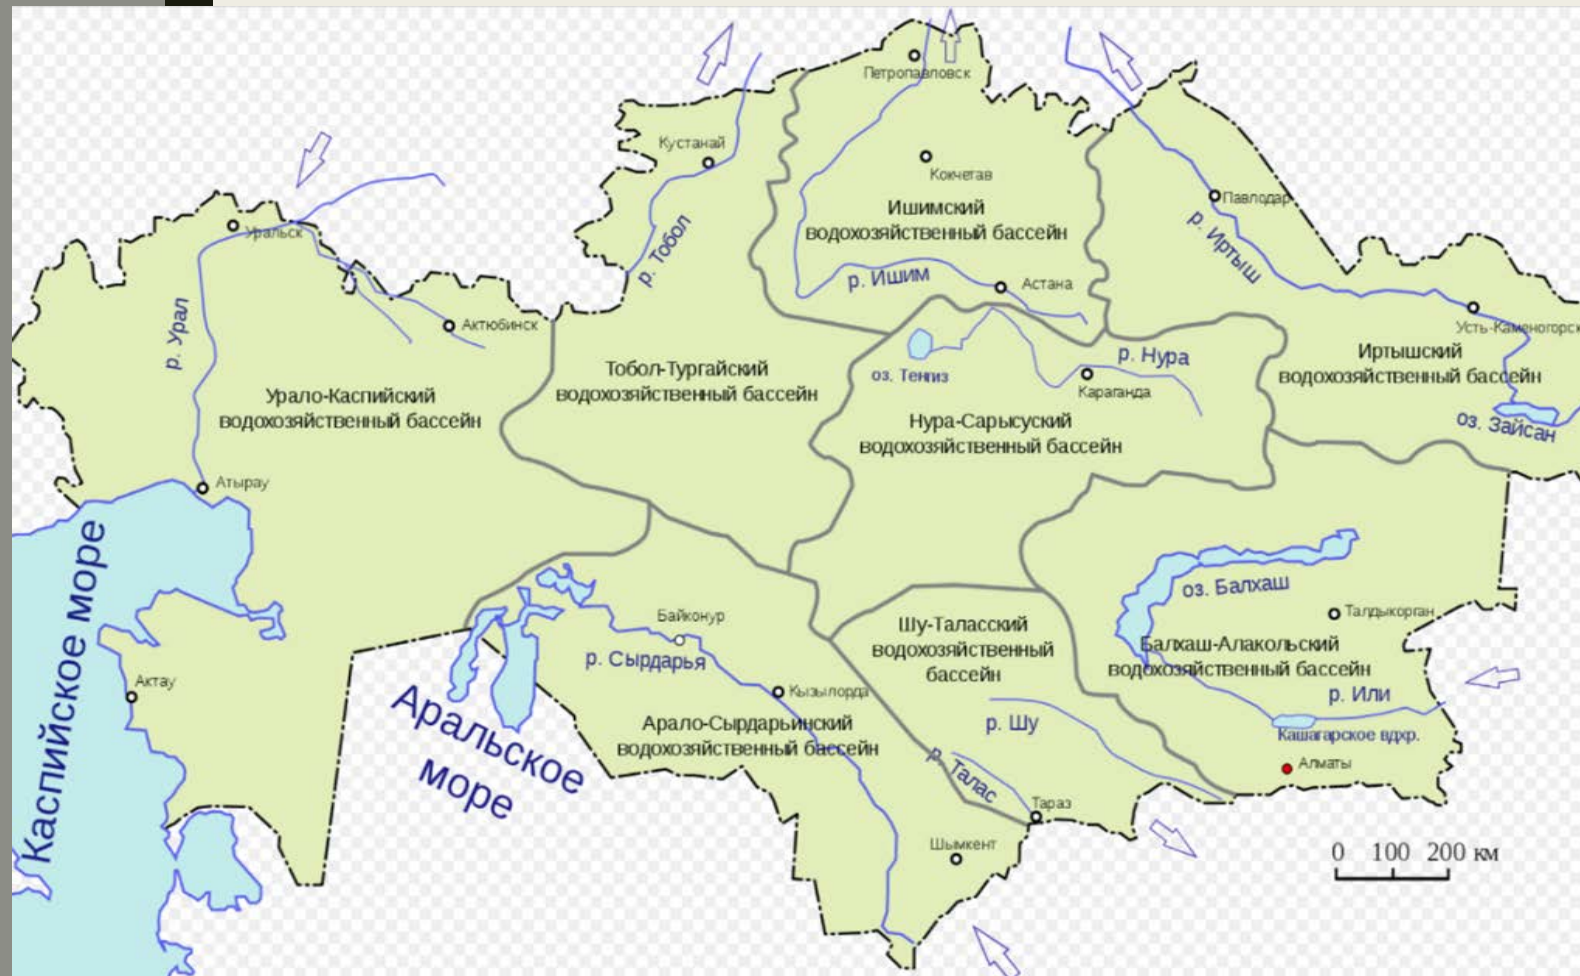 Петропавловск
Кустанай
Кокчетав
Павлодар
Ишимский
водохозяйственный бассейн
Уральск
р. Тобол
р. Иртыш
р. Ишим
Астана
Актюбинск
Усть-Каменогорск
р. Урал
р. Нура
Иртышский
водохозяйственный бассейн
Тобол-Тургайский
водохозяйственный бассейн
оз. Тенгиз
Караганда
Урало-Каспийский
водохозяйственный бассейн
Нура-Сарысуский
водохозяйственный бассейн
оз. Зайсан
Атырау
Каспийское море
оз. Балхаш
Байконур
Талдыкорган
Шу-Таласский
водохозяйственный
бассейн
Балхаш-Алакольский
водохозяйственный бассейн
р. Сырдарья
Актау
Кызылорда
р. Или
Аральское
море
Арало-Сырдарьинский
водохозяйственный бассейн
р. Шу
Кашагарское вдхр.
р. Талас
Алматы
Тараз
Шымкент
0 100 200 км